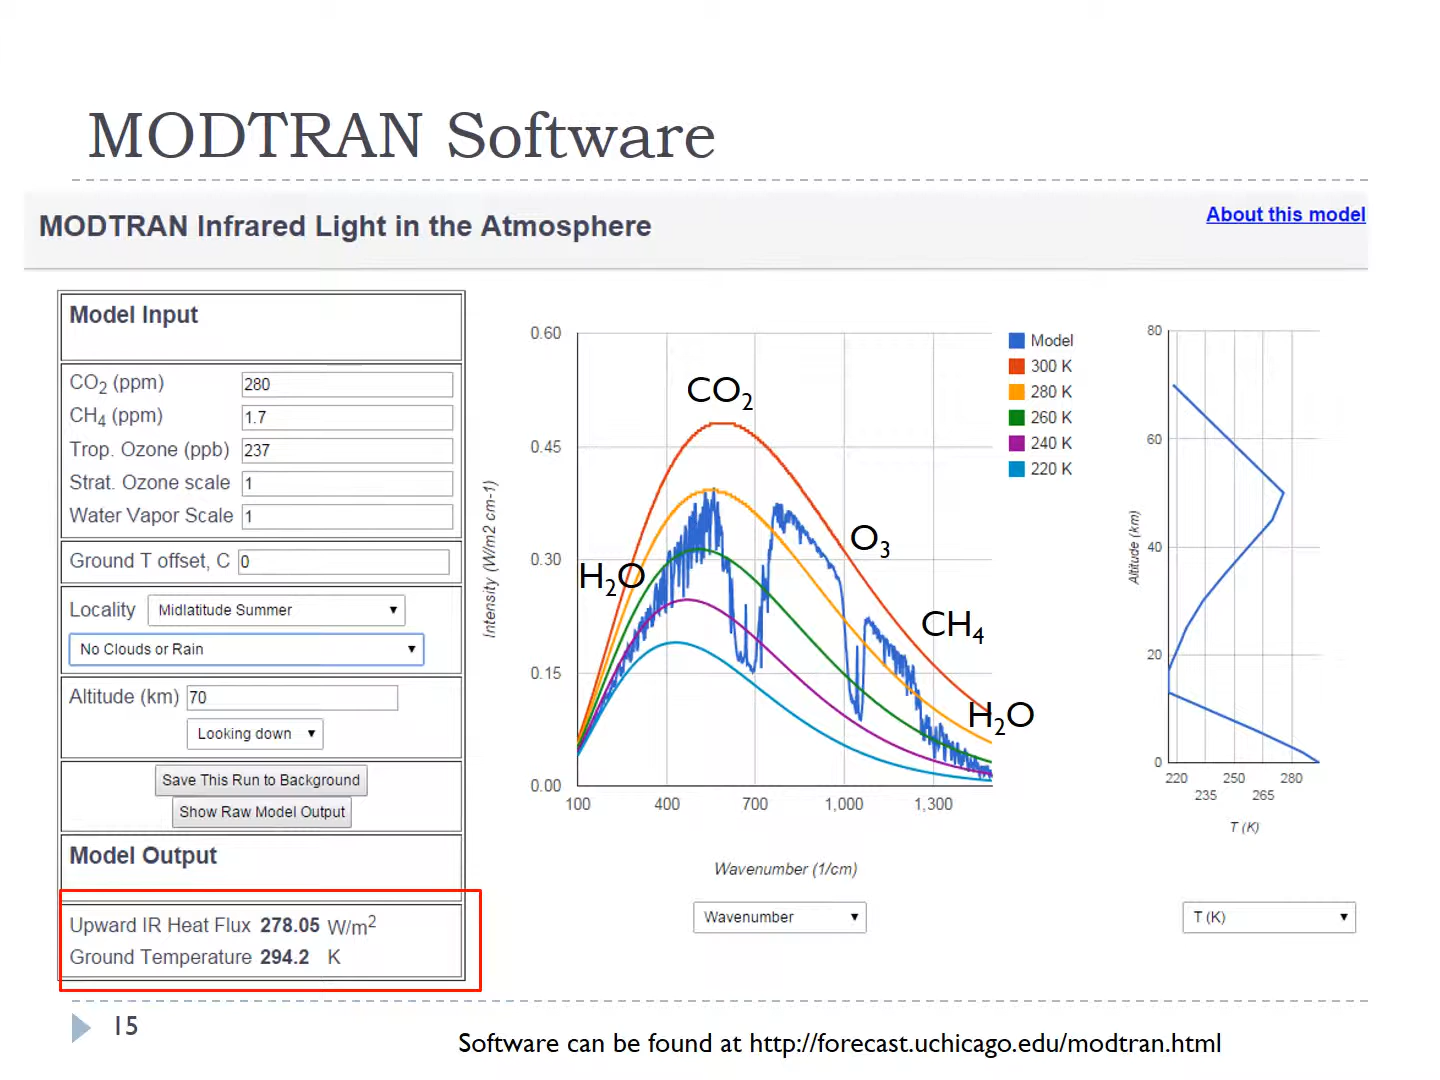 MODTRAN Software
MODTRAN Infrared Light in the Atmosphere
About this model
Model Input
CO2 (ppm) 280
CH4 (ppm) 1.7
Trop. Ozone (ppb) 237
Strat. Ozone scale 1
Water Vapor Scale 1
Ground T offset, C 0
Locality Midlatitude Summer
No Clouds or Rain
Altitude (km) 70
Looking down
Save This Run to Background
Show Raw Model Output
Model Output
Upward IR Heat Flux 278.05 W/m2
Ground Temperature 294.2 K
0.60
0.45
0.30
0.15
0.00
Intensity (W/m2 cm-1)
100 400 700 1,000 1,300
Wavenumber (1/cm)
Wavenumber
CO2
O3
H2O
CH4
H2O
Model
300 K
280 K
260 K
240 K
220 K
80
60
40
20
0
Altitude (km)
220 250 280
235 265
T (K)
T (K)
15
Software can be found at http://forecast.uchicago.edu/modtran.html